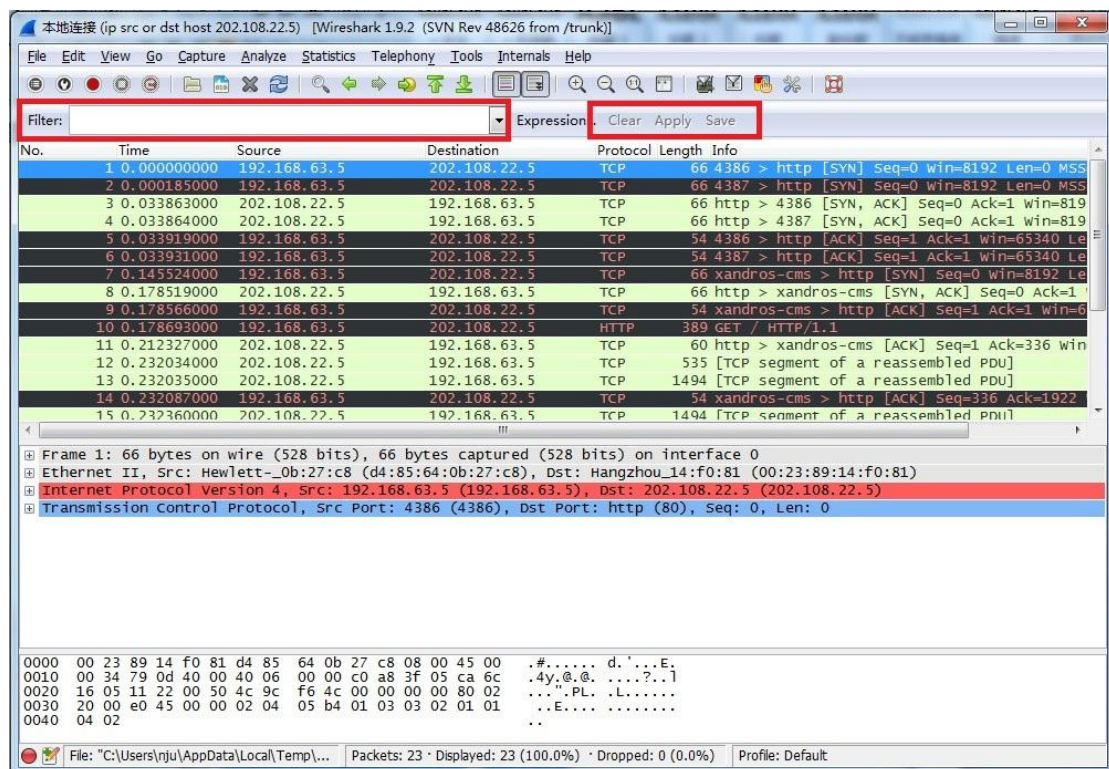 本地连接 (ip src or dst host 202.108.22.5) [Wireshark 1.9.2 (SVN Rev 48626 from /trunk)]
File Edit View Go Capture Analyze Statistics Telephony Tools Internals Help
Filter: Expression... Clear Apply Save
No. Time Source Destination Protocol Length Info
1 0.000000000 192.168.63.5 202.108.22.5 TCP 66 4386 > http [SYN] Seq=0 Win=8192 Len=0 MSS
2 0.000185000 192.168.63.5 202.108.22.5 TCP 66 4387 > http [SYN] Seq=0 Win=8192 Len=0 MSS
3 0.033863000 202.108.22.5 192.168.63.5 TCP 66 http > 4386 [SYN, ACK] Seq=0 Ack=1 Win=819
4 0.033864000 202.108.22.5 192.168.63.5 TCP 66 http > 4387 [SYN, ACK] Seq=0 Ack=1 Win=819
5 0.033919000 192.168.63.5 202.108.22.5 TCP 54 4386 > http [ACK] Seq=1 Ack=1 Win=65340 Le
6 0.033931000 192.168.63.5 202.108.22.5 TCP 54 4387 > http [ACK] Seq=1 Ack=1 Win=65340 Le
7 0.145524000 192.168.63.5 202.108.22.5 TCP 66 xandros-cms > http [SYN] Seq=0 Win=8192 Le
8 0.178519000 202.108.22.5 192.168.63.5 TCP 66 http > xandros-cms [SYN, ACK] Seq=0 Ack=1
9 0.178566000 192.168.63.5 202.108.22.5 TCP 54 xandros-cms > http [ACK] Seq=1 Ack=1 Win=6
10 0.178693000 192.168.63.5 202.108.22.5 HTTP 389 GET / HTTP/1.1
11 0.212327000 202.108.22.5 192.168.63.5 TCP 60 http > xandros-cms [ACK] Seq=1 Ack=336 Win
12 0.232034000 202.108.22.5 192.168.63.5 TCP 535 [TCP segment of a reassembled PDU]
13 0.232035000 202.108.22.5 192.168.63.5 TCP 1494 [TCP segment of a reassembled PDU]
14 0.232087000 192.168.63.5 202.108.22.5 TCP 54 xandros-cms > http [ACK] Seq=336 Ack=1922
15 0.232360000 202.108.22.5 192.168.63.5 TCP 1494 [TCP segment of a reassembled PDU]
Frame 1: 66 bytes on wire (528 bits), 66 bytes captured (528 bits) on interface 0
Ethernet II, Src: Hewlett-_0b:27:c8 (d4:85:64:0b:27:c8), Dst: Hangzhou_14:f0:81 (00:23:89:14:f0:81)
Internet Protocol Version 4, Src: 192.168.63.5 (192.168.63.5), Dst: 202.108.22.5 (202.108.22.5)
Transmission Control Protocol, Src Port: 4386 (4386), Dst Port: http (80), Seq: 0, Len: 0
0000 00 23 89 14 f0 81 d4 85 64 0b 27 c8 08 00 45 00 .#...... d.'...E.
0010 00 34 79 0d 40 00 40 06 00 00 c0 a8 3f 05 ca 6c .4y.@.@. ....?..l
0020 16 05 11 22 00 50 4c 9c f6 4c 00 00 00 00 80 02 ...".PL. .L......
0030 20 00 e0 45 00 00 02 04 05 b4 01 03 03 02 01 01 ..E.... ........
0040 04 02 ..
File: "C:\Users\nju\AppData\Local\Temp\... Packets: 23 · Displayed: 23 (100.0%) · Dropped: 0 (0.0%) Profile: Default